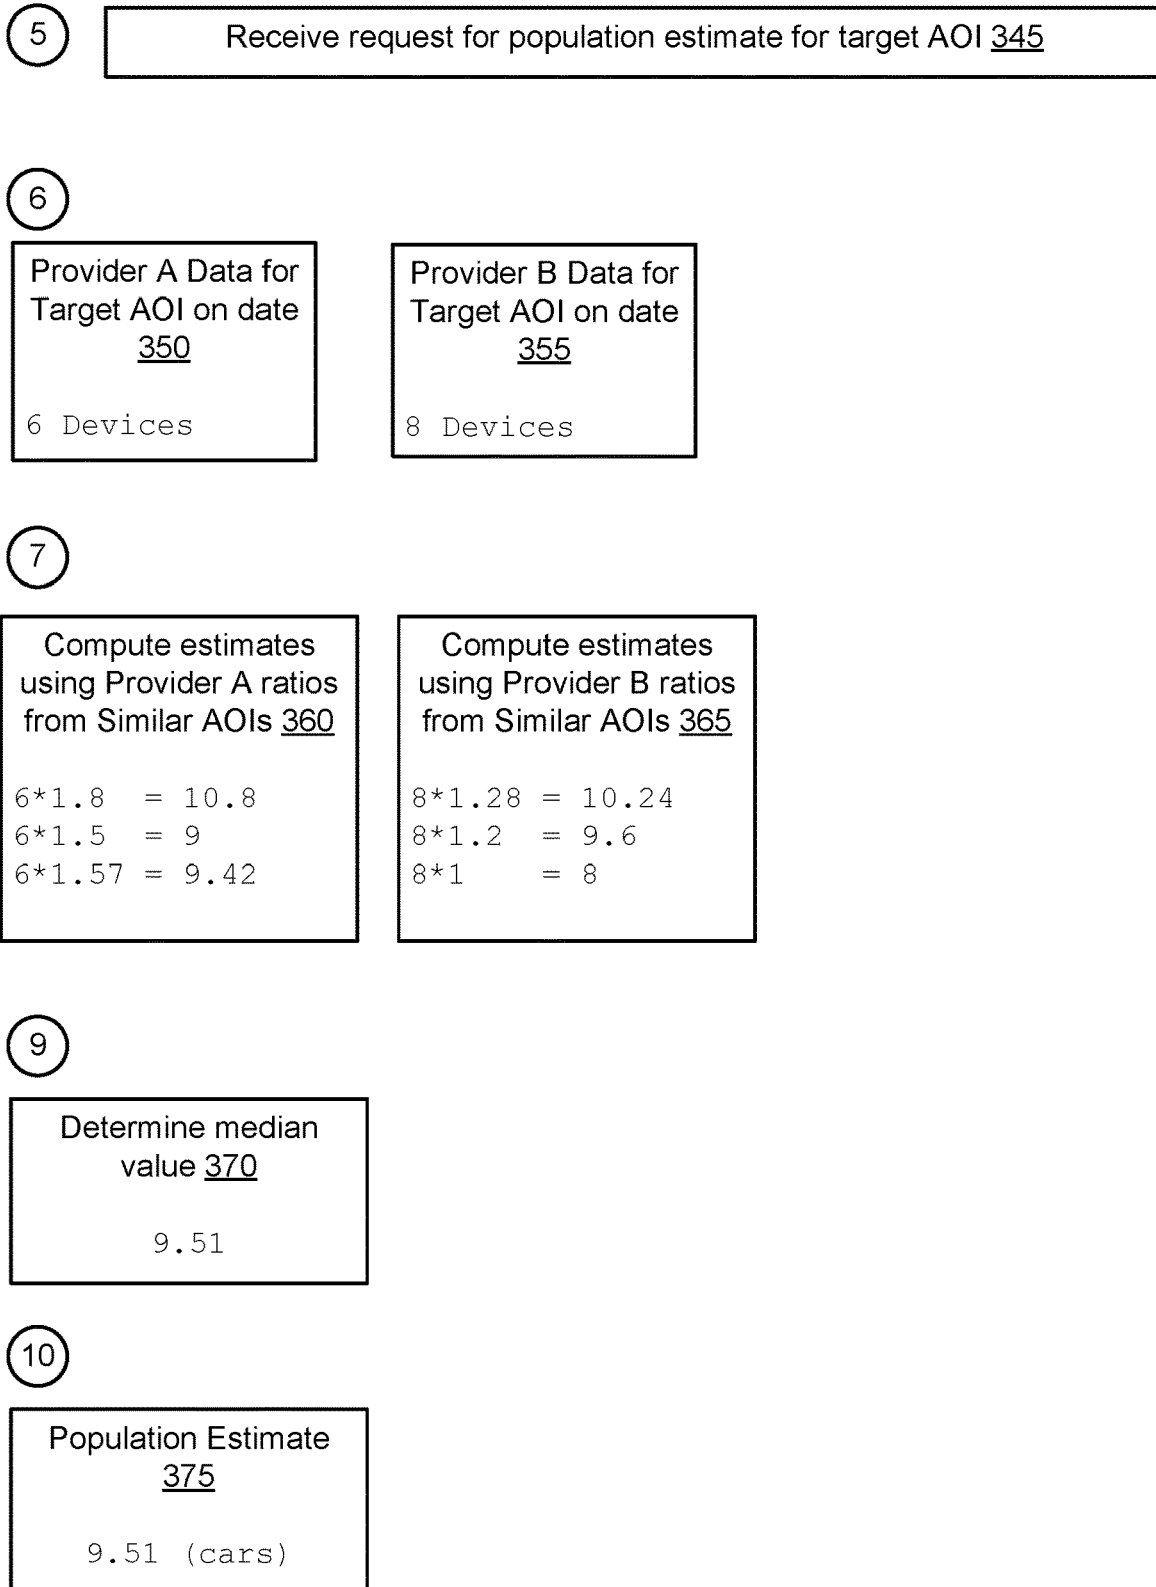 5
Receive request for population estimate for target AOI 345
6
Provider A Data for
Target AOI on date
350
6 Devices
Provider B Data for
Target AOI on date
355
8 Devices
7
Compute estimates
using Provider A ratios
from Similar AOIs 360
6*1.8 = 10.8
6*1.5 = 9
6*1.57 = 9.42
Compute estimates
using Provider B ratios
from Similar AOIs 365
8*1.28 = 10.24
8*1.2 = 9.6
8*1 = 8
9
Determine median
value 370
9.51
10
Population Estimate
375
9.51 (cars)